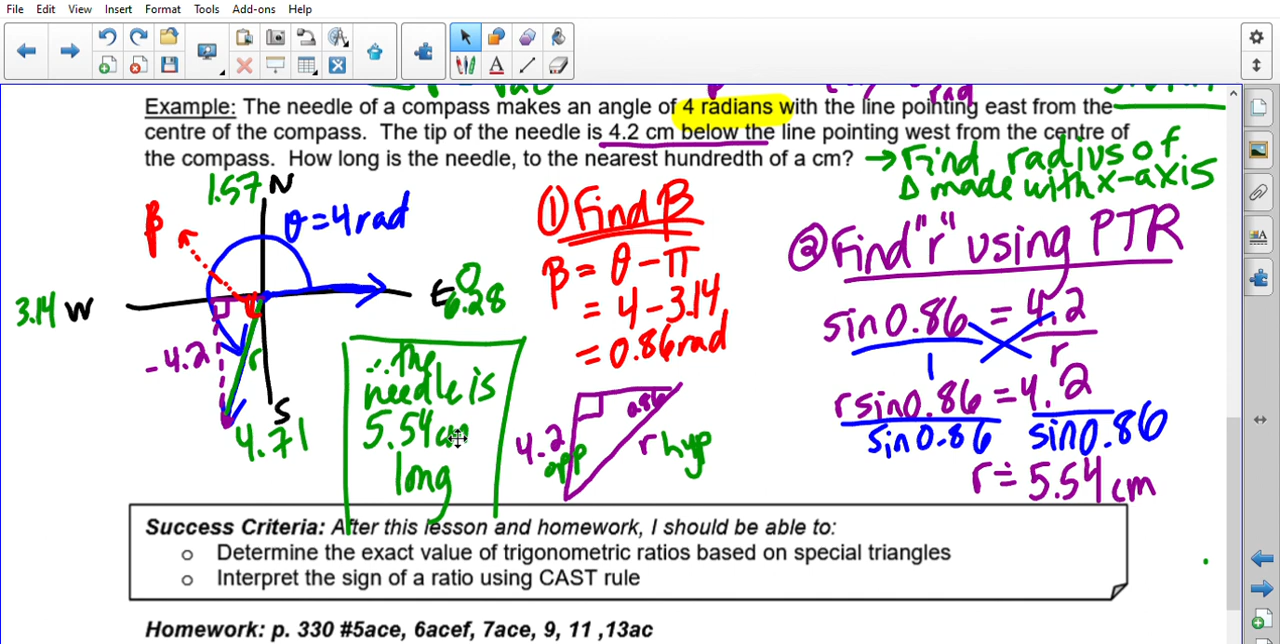 File Edit View Insert Format Tools Add-ons Help
Example: The needle of a compass makes an angle of 4 radians with the line pointing east from the
centre of the compass. The tip of the needle is 4.2 cm below the line pointing west from the centre of
the compass. How long is the needle, to the nearest hundredth of a cm?
→ Find radius of
Δ made with x-axis
1.57 N
β
θ = 4 rad
3.14 W
E 0
6.28
-4.2
r
S
4.71
∴ the
needle is
5.54 cm
long
① Find β
β = θ - π
= 4 - 3.14
= 0.86 rad
0.86
4.2
opp
r hyp
② Find "r" using PTR
sin0.86 = 4.2
1 r
rsin0.86 = 4.2
sin0.86 sin0.86
r ≐ 5.54 cm
Success Criteria: After this lesson and homework, I should be able to:
o Determine the exact value of trigonometric ratios based on special triangles
o Interpret the sign of a ratio using CAST rule
Homework: p. 330 #5ace, 6acef, 7ace, 9, 11 ,13ac